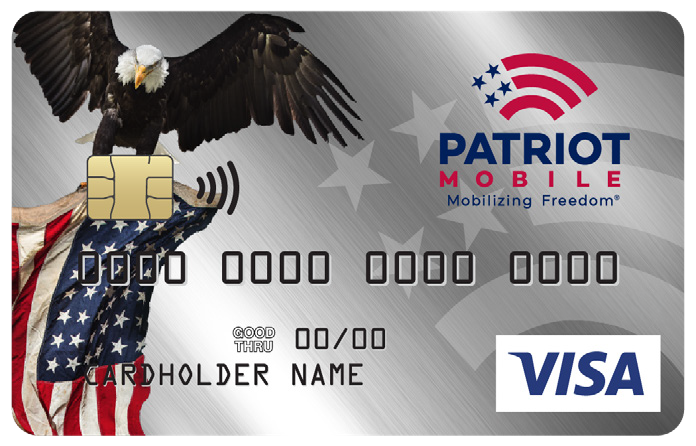 PATRIOT
MOBILE
Mobilizing Freedom®
0000 0000 0000 0000
GOOD
THRU 00/00
CARDHOLDER NAME
VISA